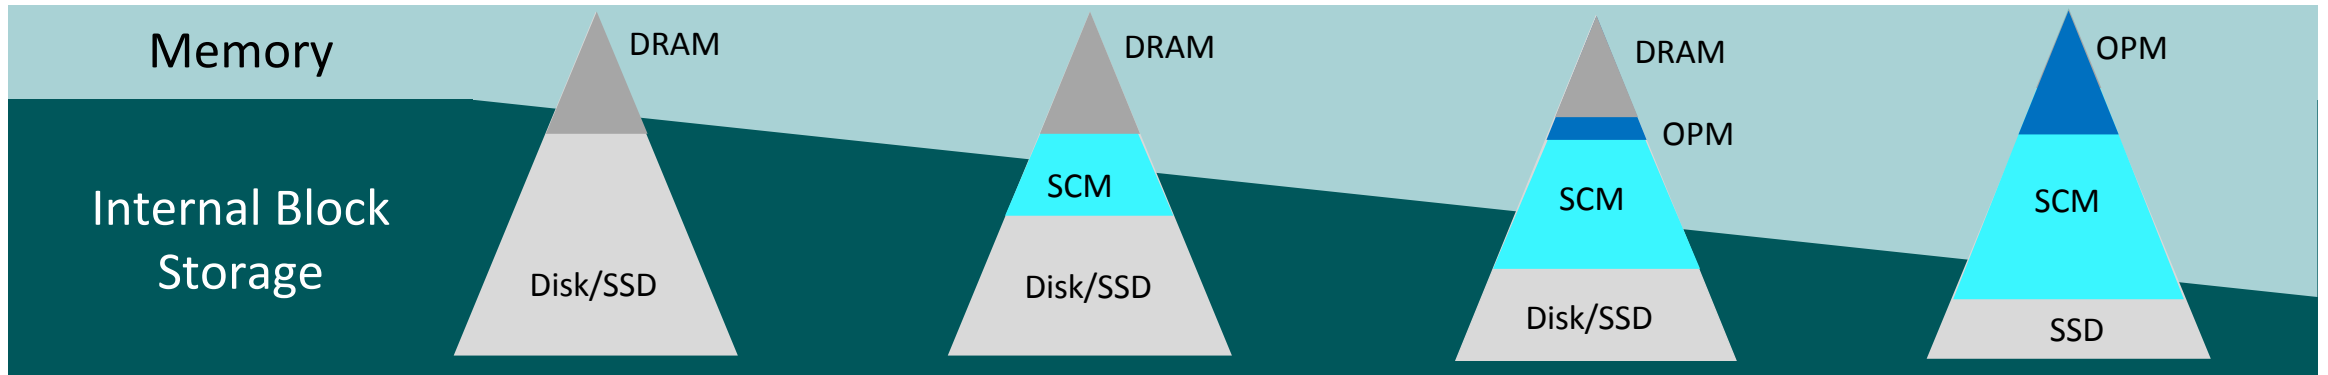 Memory
Internal Block
Storage
DRAM
Disk/SSD
DRAM
SCM
Disk/SSD
DRAM
OPM
SCM
Disk/SSD
OPM
SCM
SSD